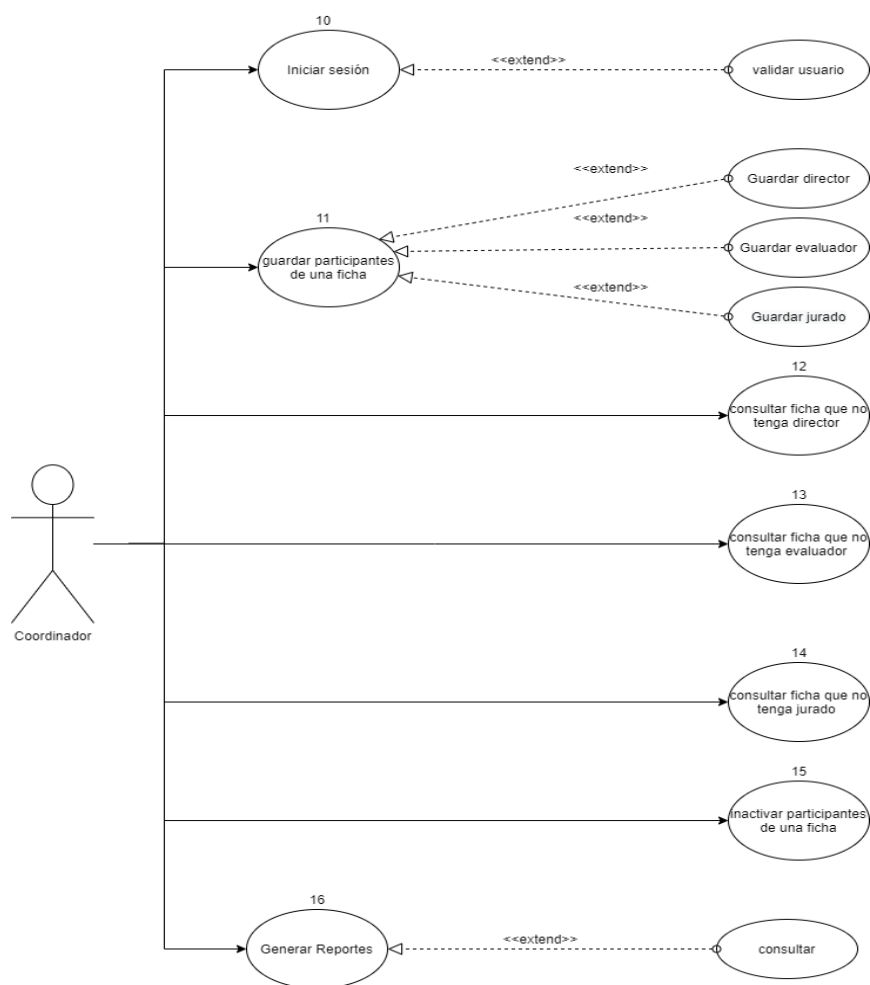 10
Iniciar sesión
<<extend>>
validar usuario
<<extend>>
Guardar director
11
guardar participantes
de una ficha
<<extend>>
Guardar evaluador
<<extend>>
Guardar jurado
12
consultar ficha que no
tenga director
13
consultar ficha que no
tenga evaluador
Coordinador
14
consultar ficha que no
tenga jurado
15
inactivar participantes
de una ficha
16
Generar Reportes
<<extend>>
consultar